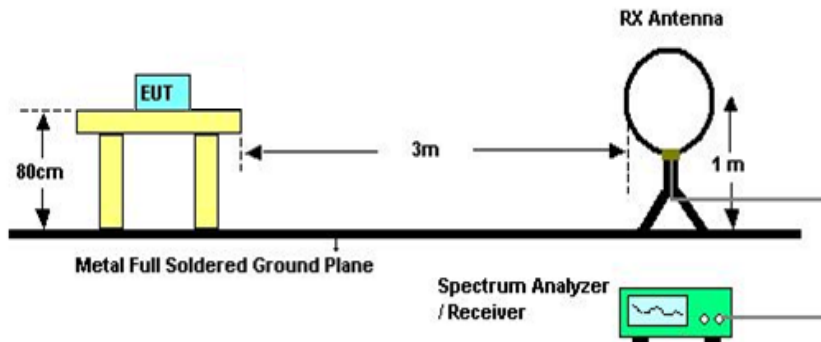 RX Antenna
EUT
80cm
3m
1 m
Metal Full Soldered Ground Plane
Spectrum Analyzer
/ Receiver